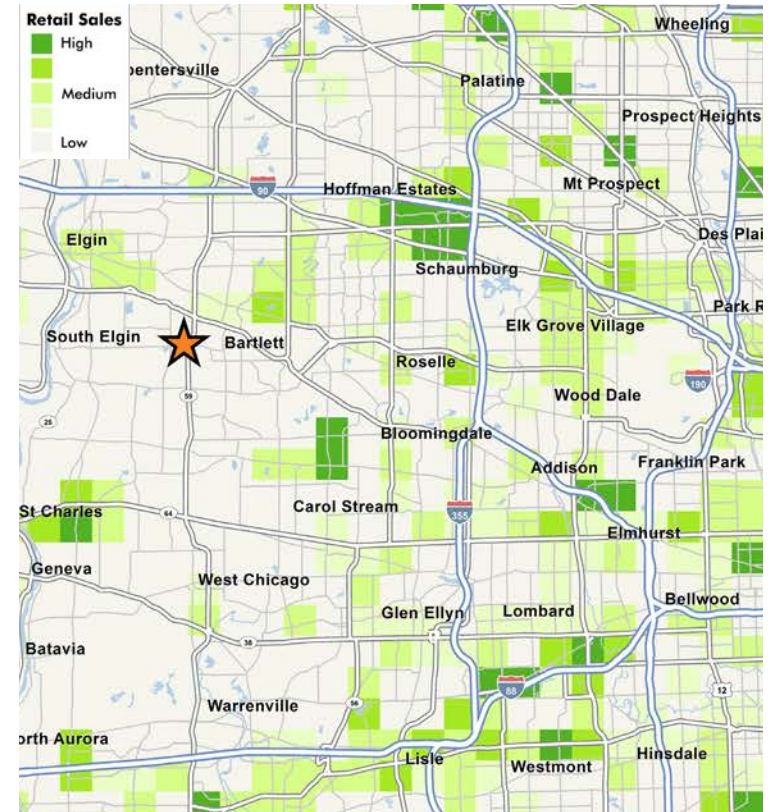 Retail Sales
High
Medium
Low
Wheeling
pentersville
Palatine
Prospect Heights
90
Hoffman Estates
Mt Prospect
Elgin
Des Plai
Schaumburg
Park R
South Elgin
Bartlett
Elk Grove Village
Roselle
190
59
Wood Dale
25
Bloomingdale
Addison
Franklin Park
St Charles
64
Carol Stream
355
Elmhurst
Geneva
West Chicago
Glen Ellyn
Lombard
Bellwood
38
Batavia
88
12
Warrenville
56
orth Aurora
Lisle
Westmont
Hinsdale